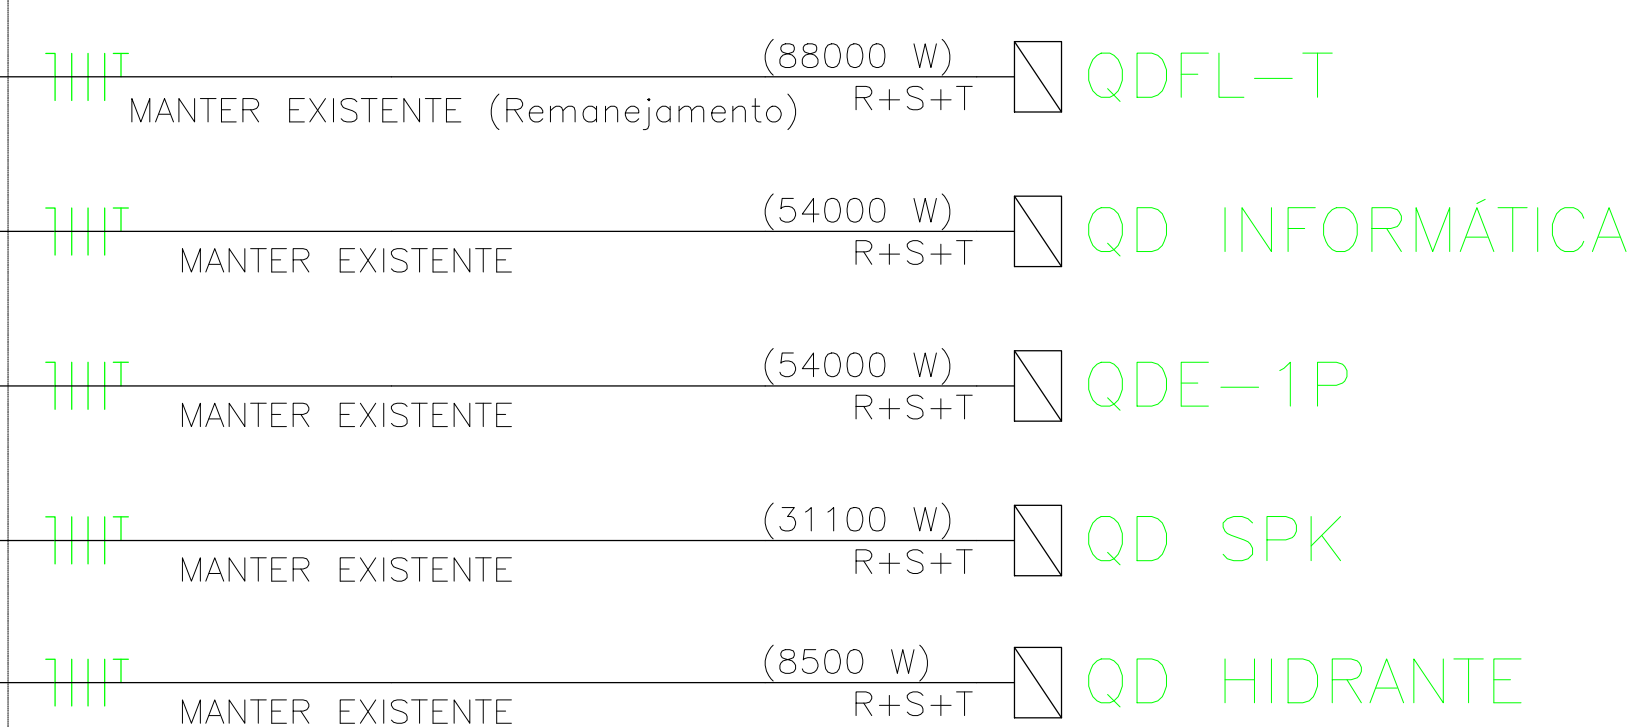 (88000 W)
QDFL-T
MANTER EXISTENTE (Remanejamento)
R+S+T
(54000 W)
QD INFORMÁTICA
MANTER EXISTENTE
R+S+T
(54000 W)
QDE-1P
MANTER EXISTENTE
R+S+T
(31100 W)
QD SPK
MANTER EXISTENTE
R+S+T
(8500 W)
QD HIDRANTE
MANTER EXISTENTE
R+S+T